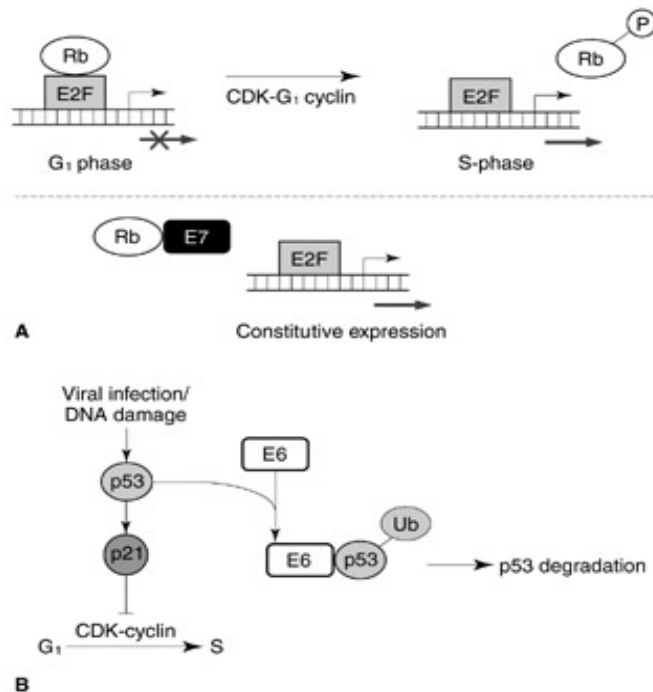 Rb
P
Rb
E2F
CDK-G₁ cyclin
E2F
G₁ phase
S-phase
Rb
E7
E2F
A
Constitutive expression
Viral infection/
DNA damage
E6
p53
Ub
p21
E6
p53
p53 degradation
CDK-cyclin
G₁
S
B